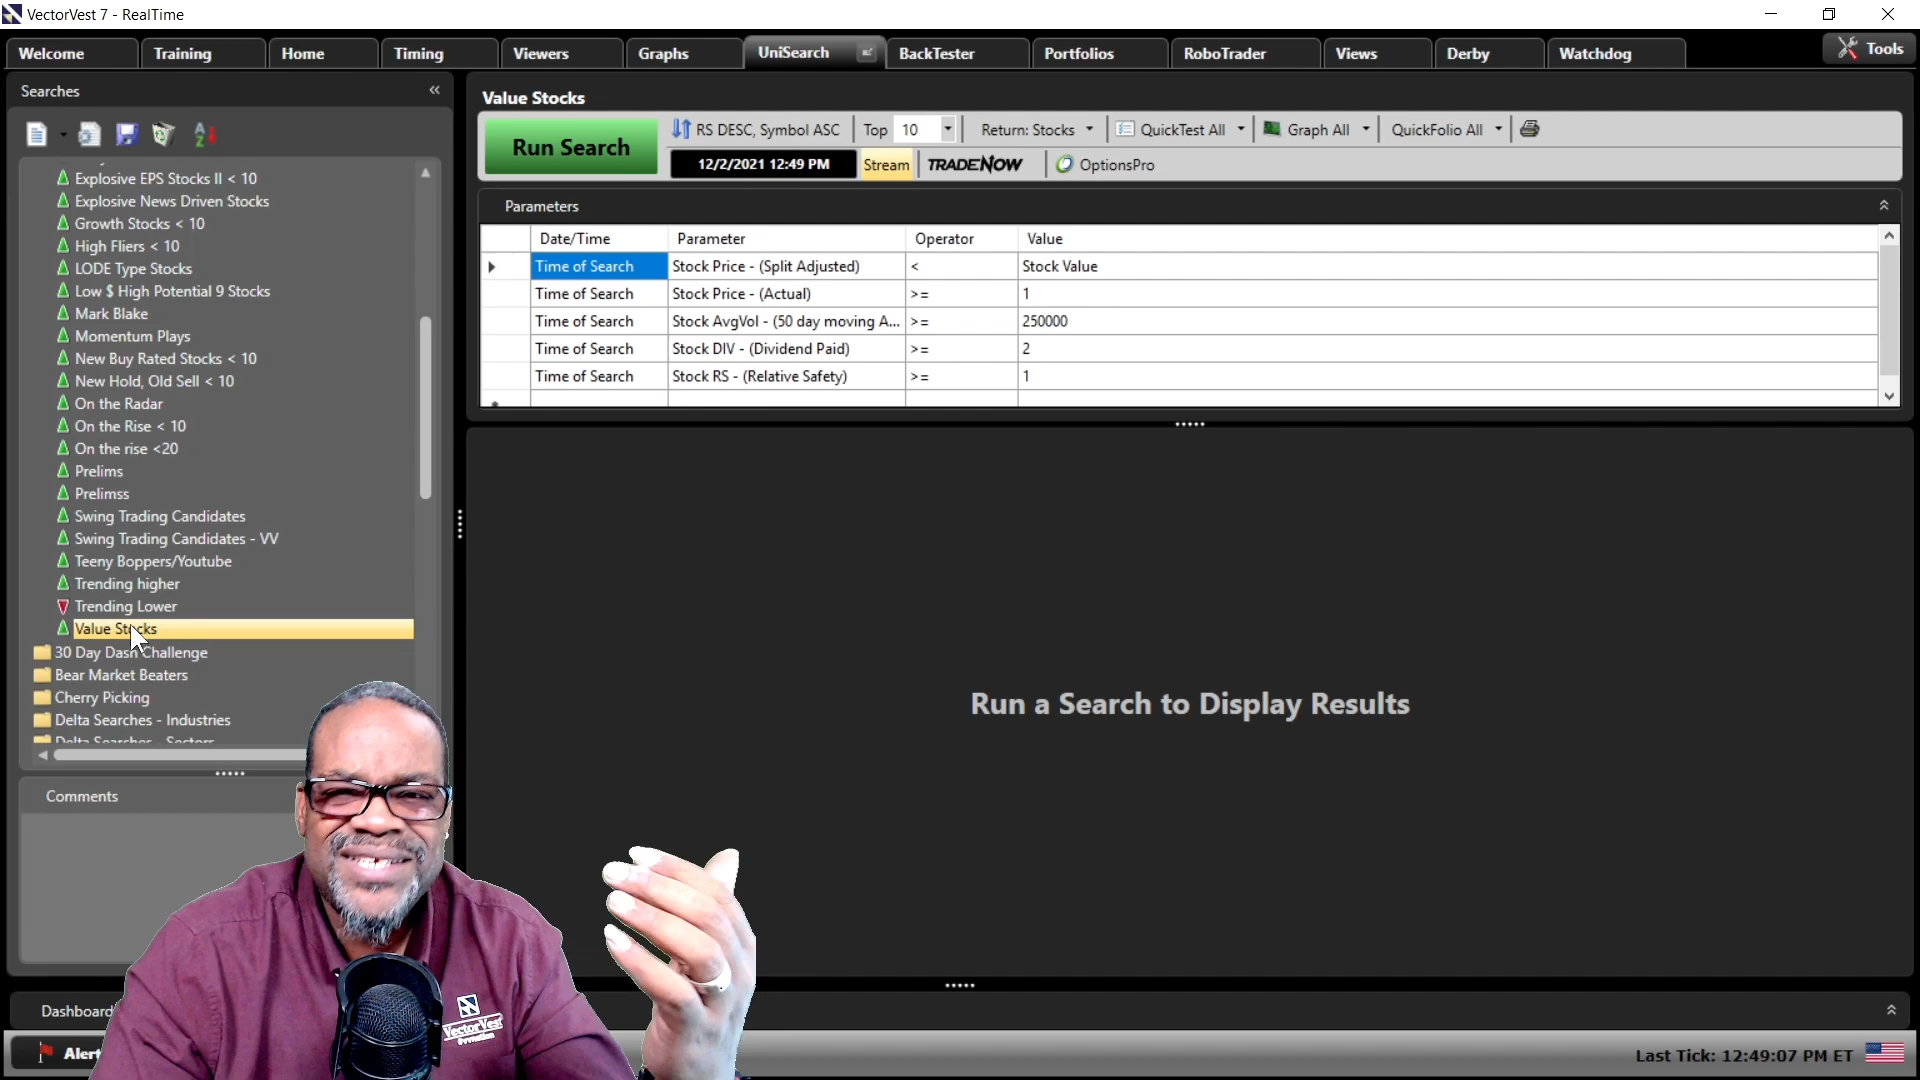 VectorVest 7 - RealTime
Welcome
Training
Home
Timing
Viewers
Graphs
UniSearch
BackTester
Portfolios
RoboTrader
Views
Derby
Watchdog
Tools
Searches
Explosive EPS Stocks II < 10
Explosive News Driven Stocks
Growth Stocks < 10
High Fliers < 10
LODE Type Stocks
Low $ High Potential 9 Stocks
Mark Blake
Momentum Plays
New Buy Rated Stocks < 10
New Hold, Old Sell < 10
On the Radar
On the Rise < 10
On the rise <20
Prelims
Prelimss
Swing Trading Candidates
Swing Trading Candidates - VV
Teeny Boppers/Youtube
Trending higher
Trending Lower
Value Stocks
30 Day Dash Challenge
Bear Market Beaters
Cherry Picking
Delta Searches - Industries
Delta Searches - Sectors
Comments
Dashboard
Alert
Value Stocks
Run Search
RS DESC, Symbol ASC
Top 10
Return: Stocks
QuickTest All
Graph All
QuickFolio All
12/2/2021 12:49 PM
Stream
TRADENOW
OptionsPro
Parameters
Date/Time Parameter Operator Value
Time of Search Stock Price - (Split Adjusted) < Stock Value
Time of Search Stock Price - (Actual) >= 1
Time of Search Stock AvgVol - (50 day moving A... >= 250000
Time of Search Stock DIV - (Dividend Paid) >= 2
Time of Search Stock RS - (Relative Safety) >= 1
Run a Search to Display Results
VectorVest
Last Tick: 12:49:07 PM ET